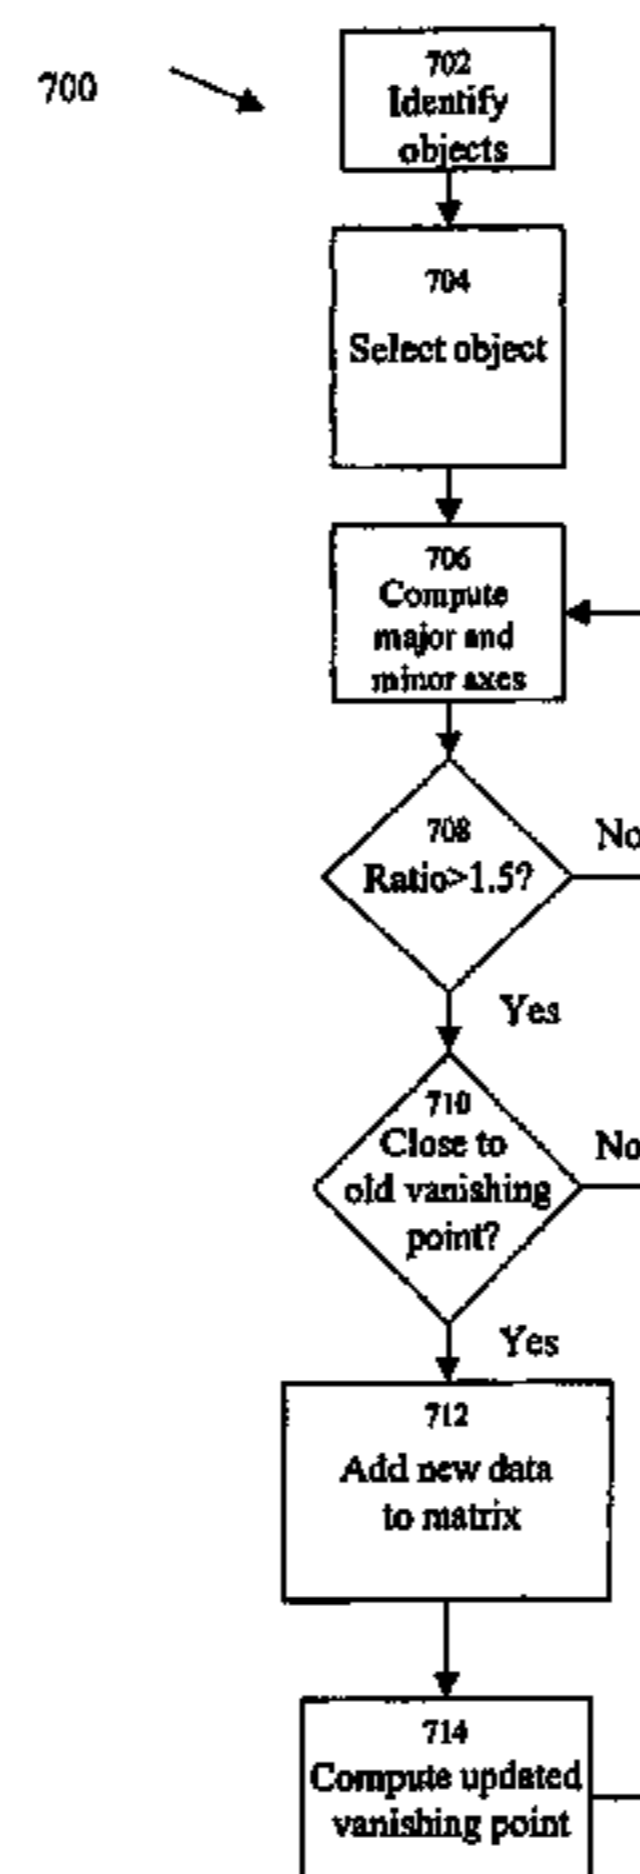 700
702
Identify
objects
704
Select object
706
Compute
major and
minor axes
708
Ratio>1.5?
No
Yes
710
Close to
old vanishing
point?
No
Yes
712
Add new data
to matrix
714
Compute updated
vanishing point